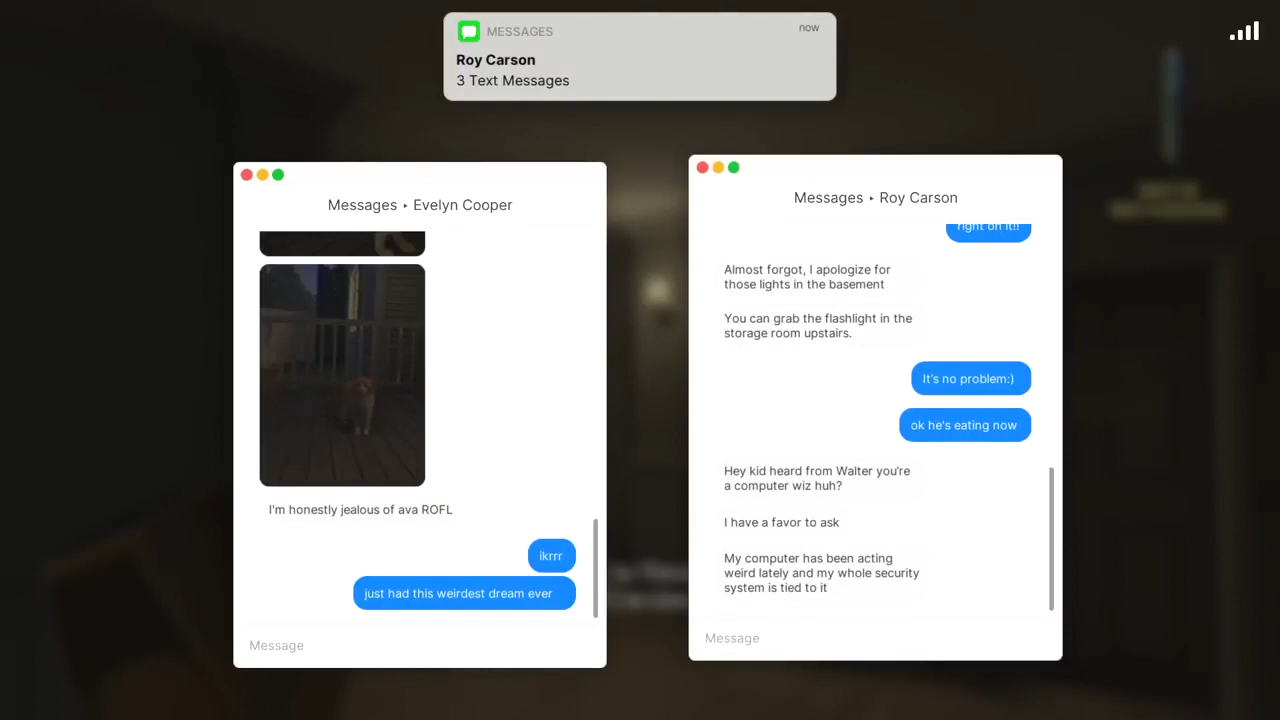 MESSAGES
now
Roy Carson
3 Text Messages
Messages ‣ Evelyn Cooper
I'm honestly jealous of ava ROFL
ikrrr
just had this weirdest dream ever
Message
Messages ‣ Roy Carson
right on it!!
Almost forgot, I apologize for
those lights in the basement
You can grab the flashlight in the
storage room upstairs.
It's no problem:)
ok he's eating now
Hey kid heard from Walter you're
a computer wiz huh?
I have a favor to ask
My computer has been acting
weird lately and my whole security
system is tied to it
Message